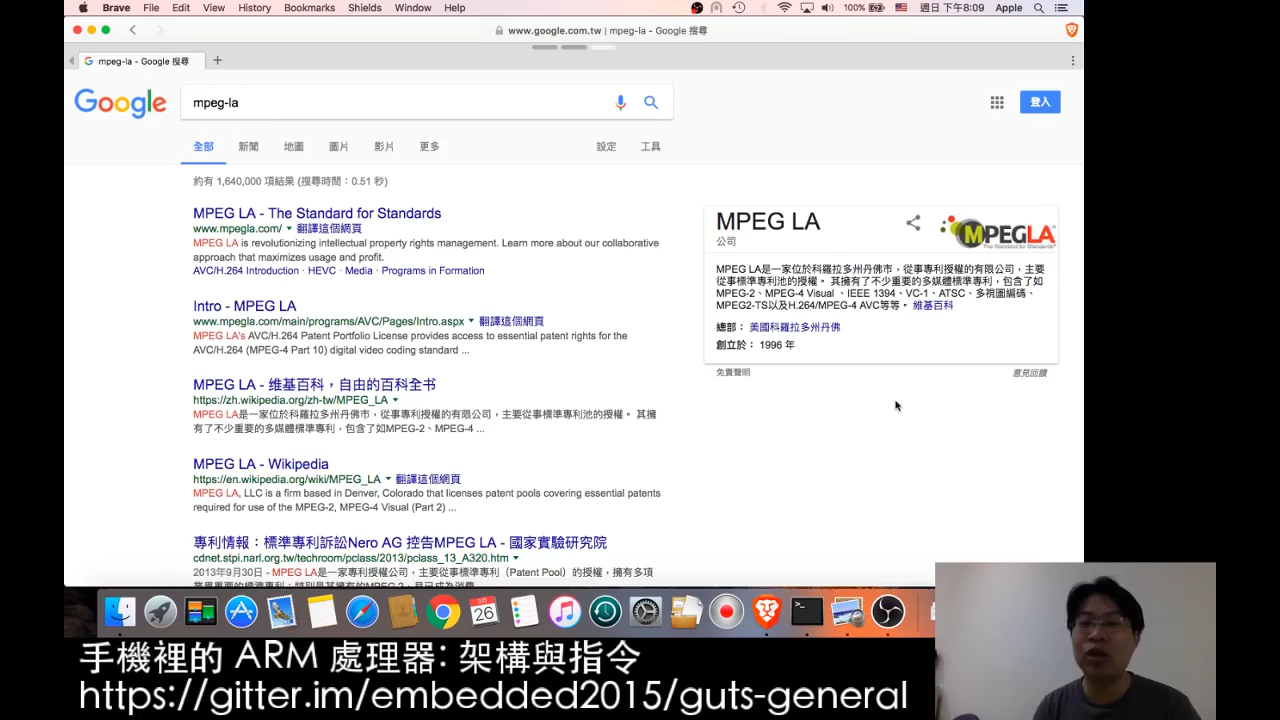 Brave File Edit View History Bookmarks Shields Window Help 100% 週日 下午8:09 Apple
www.google.com.tw | mpeg-la - Google 搜尋
mpeg-la - Google 搜尋
Google
mpeg-la
登入
全部 新聞 地圖 圖片 影片 更多 設定 工具
約有 1,640,000 項結果 (搜尋時間：0.51 秒)
MPEG LA - The Standard for Standards
www.mpegla.com/ 翻譯這個網頁
MPEG LA is revolutionizing intellectual property rights management. Learn more about our collaborative
approach that maximizes usage and profit.
AVC/H.264 Introduction · HEVC · Media · Programs in Formation
Intro - MPEG LA
www.mpegla.com/main/programs/AVC/Pages/Intro.aspx 翻譯這個網頁
MPEG LA's AVC/H.264 Patent Portfolio License provides access to essential patent rights for the
AVC/H.264 (MPEG-4 Part 10) digital video coding standard ...
MPEG LA - 维基百科，自由的百科全书
https://zh.wikipedia.org/zh-tw/MPEG_LA
MPEG LA是一家位於科羅拉多州丹佛市，從事專利授權的有限公司，主要從事標準專利池的授權。 其擁
有了不少重要的多媒體標準專利，包含了如MPEG-2、MPEG-4 ...
MPEG LA - Wikipedia
https://en.wikipedia.org/wiki/MPEG_LA 翻譯這個網頁
MPEG LA, LLC is a firm based in Denver, Colorado that licenses patent pools covering essential patents
required for use of the MPEG-2, MPEG-4 Visual (Part 2) ...
專利情報：標準專利訴訟Nero AG 控告MPEG LA - 國家實驗研究院
cdnet.stpi.narl.org.tw/techroom/pclass/2013/pclass_13_A320.htm
2013年9月30日 - MPEG LA是一家專利授權公司，主要從事標準專利（Patent Pool）的授權，擁有多項
MPEG LA
公司
MPEGLA
The Standard for Standards
MPEG LA是一家位於科羅拉多州丹佛市，從事專利授權的有限公司，主要
從事標準專利池的授權。 其擁有了不少重要的多媒體標準專利，包含了如
MPEG-2、MPEG-4 Visual 、IEEE 1394、VC-1、ATSC、多視圖編碼、
MPEG2-TS以及H.264/MPEG-4 AVC等等。 維基百科
總部： 美國科羅拉多州丹佛
創立於： 1996 年
免責聲明 意見回饋
26
手機裡的 ARM 處理器: 架構與指令
https://gitter.im/embedded2015/guts-general